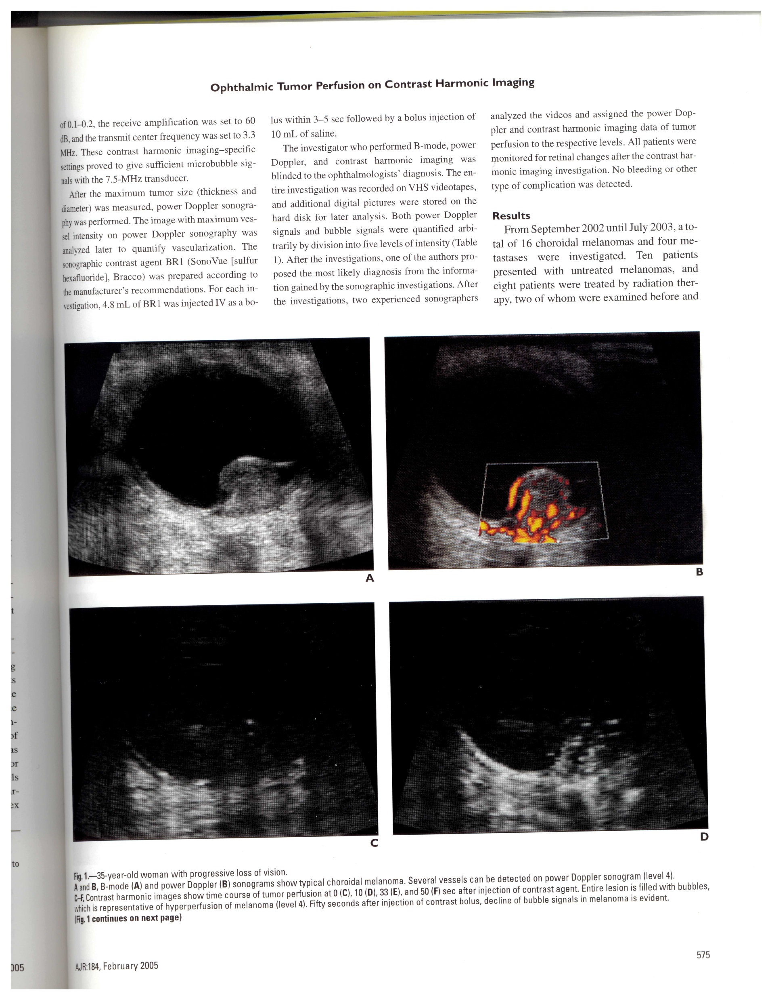 Ophthalmic Tumor Perfusion on Contrast Harmonic Imaging
of 0.1–0.2, the receive amplification was set to 60
dB, and the transmit center frequency was set to 3.3
MHz. These contrast harmonic imaging–specific
settings proved to give sufficient microbubble sig-
nals with the 7.5-MHz transducer.
After the maximum tumor size (thickness and
diameter) was measured, power Doppler sonogra-
phy was performed. The image with maximum ves-
sel intensity on power Doppler sonography was
analyzed later to quantify vascularization. The
sonographic contrast agent BR1 (SonoVue [sulfur
hexafluoride], Bracco) was prepared according to
the manufacturer's recommendations. For each in-
vestigation, 4.8 mL of BR1 was injected IV as a bo-
lus within 3–5 sec followed by a bolus injection of
10 mL of saline.
The investigator who performed B-mode, power
Doppler, and contrast harmonic imaging was
blinded to the ophthalmologists' diagnosis. The en-
tire investigation was recorded on VHS videotapes,
and additional digital pictures were stored on the
hard disk for later analysis. Both power Doppler
signals and bubble signals were quantified arbi-
trarily by division into five levels of intensity (Table
1). After the investigations, one of the authors pro-
posed the most likely diagnosis from the informa-
tion gained by the sonographic investigations. After
the investigations, two experienced sonographers
analyzed the videos and assigned the power Dop-
pler and contrast harmonic imaging data of tumor
perfusion to the respective levels. All patients were
monitored for retinal changes after the contrast har-
monic imaging investigation. No bleeding or other
type of complication was detected.
Results
From September 2002 until July 2003, a to-
tal of 16 choroidal melanomas and four me-
tastases were investigated. Ten patients
presented with untreated melanomas, and
eight patients were treated by radiation ther-
apy, two of whom were examined before and
A
B
C
D
Fig. 1.—35-year-old woman with progressive loss of vision.
A and B, B-mode (A) and power Doppler (B) sonograms show typical choroidal melanoma. Several vessels can be detected on power Doppler sonogram (level 4).
C–F, Contrast harmonic images show time course of tumor perfusion at 0 (C), 10 (D), 33 (E), and 50 (F) sec after injection of contrast agent. Entire lesion is filled with bubbles,
which is representative of hyperperfusion of melanoma (level 4). Fifty seconds after injection of contrast bolus, decline of bubble signals in melanoma is evident.
(Fig. 1 continues on next page)
AJR:184, February 2005
575